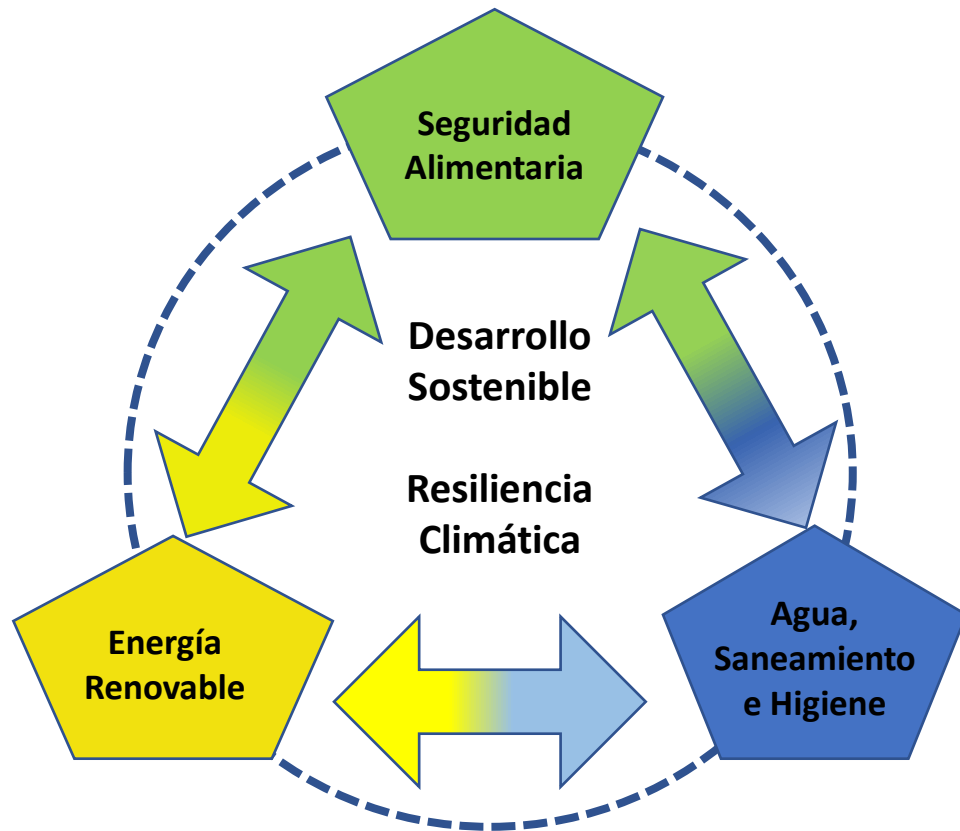 Seguridad
Alimentaria
Desarrollo
Sostenible
Resiliencia
Climática
Energía
Renovable
Agua,
Saneamiento
e Higiene